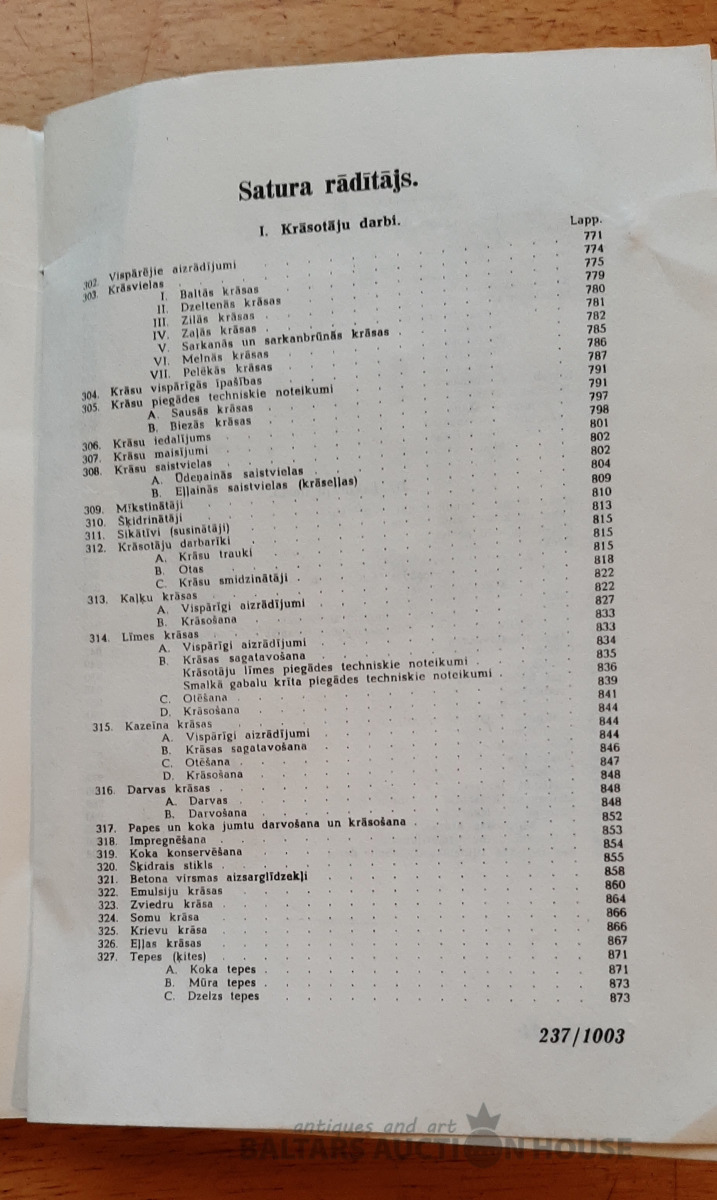 Satura rādītājs.
I. Krāsotāju darbi.
Lapp.
302. Vispārējie aizrādījumi 771
303. Krāsvielas 774
I. Baltās krāsas 775
II. Dzeltenās krāsas 779
III. Zilās krāsas 780
IV. Zaļās krāsas 781
V. Sarkanās un sarkanbrūnās krāsas 782
VI. Melnās krāsas 785
VII. Pelēkās krāsas 786
304. Krāsu vispārīgās īpašības 787
305. Krāsu piegādes techniskie noteikumi 791
A. Sausās krāsas 791
B. Biezās krāsas 797
306. Krāsu iedalījums 798
307. Krāsu maisījumi 801
308. Krāsu saistvielas 802
A. Ūdeņainās saistvielas 802
B. Eļļainās saistvielas (krāseļļas) 804
309. Mīkstinātāji 809
310. Šķidrinātāji 810
311. Sikātīvi (susinātāji) 813
312. Krāsotāju darbarīki 815
A. Krāsu trauki 815
B. Otas 815
C. Krāsu smidzinātāji 818
313. Kaļķu krāsas 822
A. Vispārīgi aizrādījumi 822
B. Krāsošana 827
314. Līmes krāsas 833
A. Vispārīgi aizrādījumi 833
B. Krāsas sagatavošana 834
Krāsotāju līmes piegādes techniskie noteikumi 835
Smalkā gabalu krīta piegādes techniskie noteikumi 836
C. Otēšana 839
D. Krāsošana 841
315. Kazeīna krāsas 844
A. Vispārīgi aizrādījumi 844
B. Krāsas sagatavošana 844
C. Otēšana 846
D. Krāsošana 847
316. Darvas krāsas 848
A. Darvas 848
B. Darvošana 848
317. Papes un koka jumtu darvošana un krāsošana 852
318. Impregnēšana 853
319. Koka konservēšana 854
320. Šķidrais stikls 855
321. Betona virsmas aizsarglīdzekļi 858
322. Emulsiju krāsas 860
323. Zviedru krāsa 864
324. Somu krāsa 866
325. Krievu krāsa 866
326. Eļļas krāsas 867
327. Tepes (ķites) 871
A. Koka tepes 871
B. Mūra tepes 873
C. Dzelzs tepes 873
237/1003
antiques and art
BALTARS AUCTION HOUSE